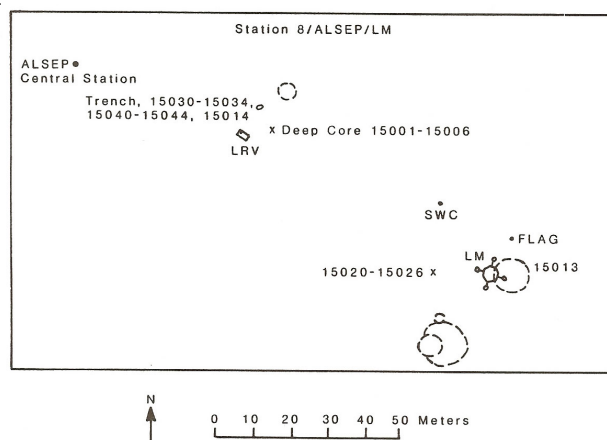 Station 8/ALSEP/LM
ALSEP
Central Station
Trench, 15030-15034,
15040-15044, 15014
x Deep Core 15001-15006
LRV
SWC
FLAG
LM
15013
15020-15026 x
N
0 10 20 30 40 50 Meters